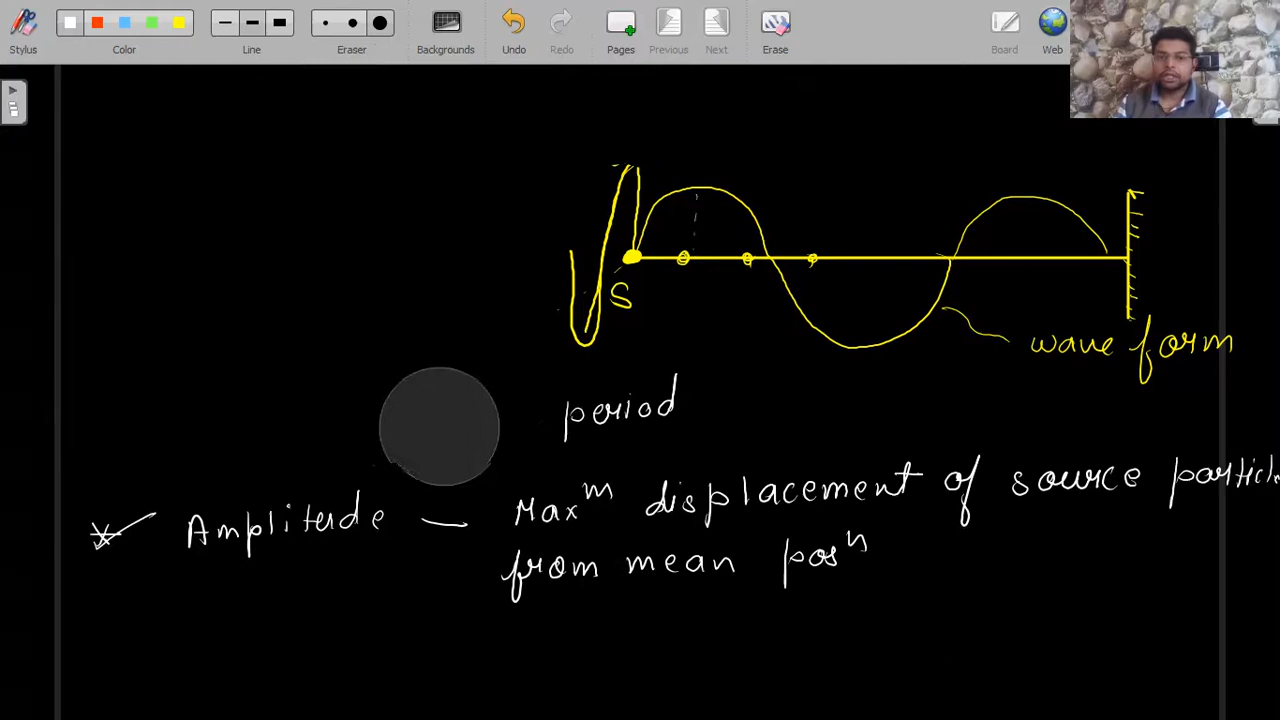 Stylus
Color
Line
Eraser
Backgrounds
Undo
Redo
Pages
Previous
Next
Erase
Board
Web
S
wave form
period
Amplitude — Maxᵐ displacement of source particle
from mean posⁿ